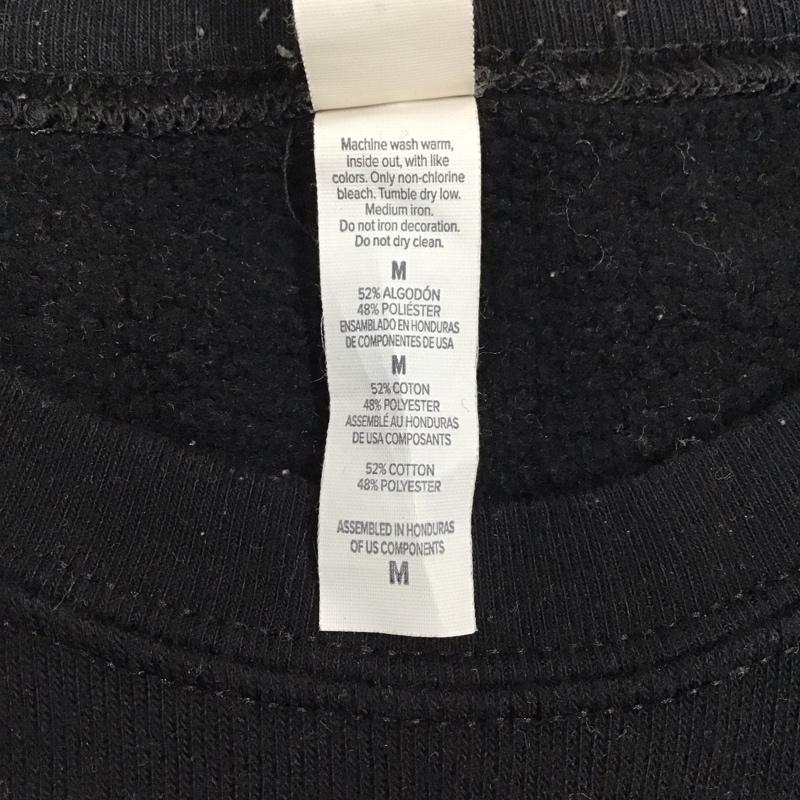 Machine wash warm,
inside out, with like
colors. Only non-chlorine
bleach. Tumble dry low.
Medium iron.
Do not iron decoration.
Do not dry clean.
M
52% ALGODÓN
48% POLIÉSTER
ENSAMBLADO EN HONDURAS
DE COMPONENTES DE USA
M
52% COTON
48% POLYESTER
ASSEMBLÉ AU HONDURAS
DE USA COMPOSANTS
52% COTTON
48% POLYESTER
ASSEMBLED IN HONDURAS
OF US COMPONENTS
M